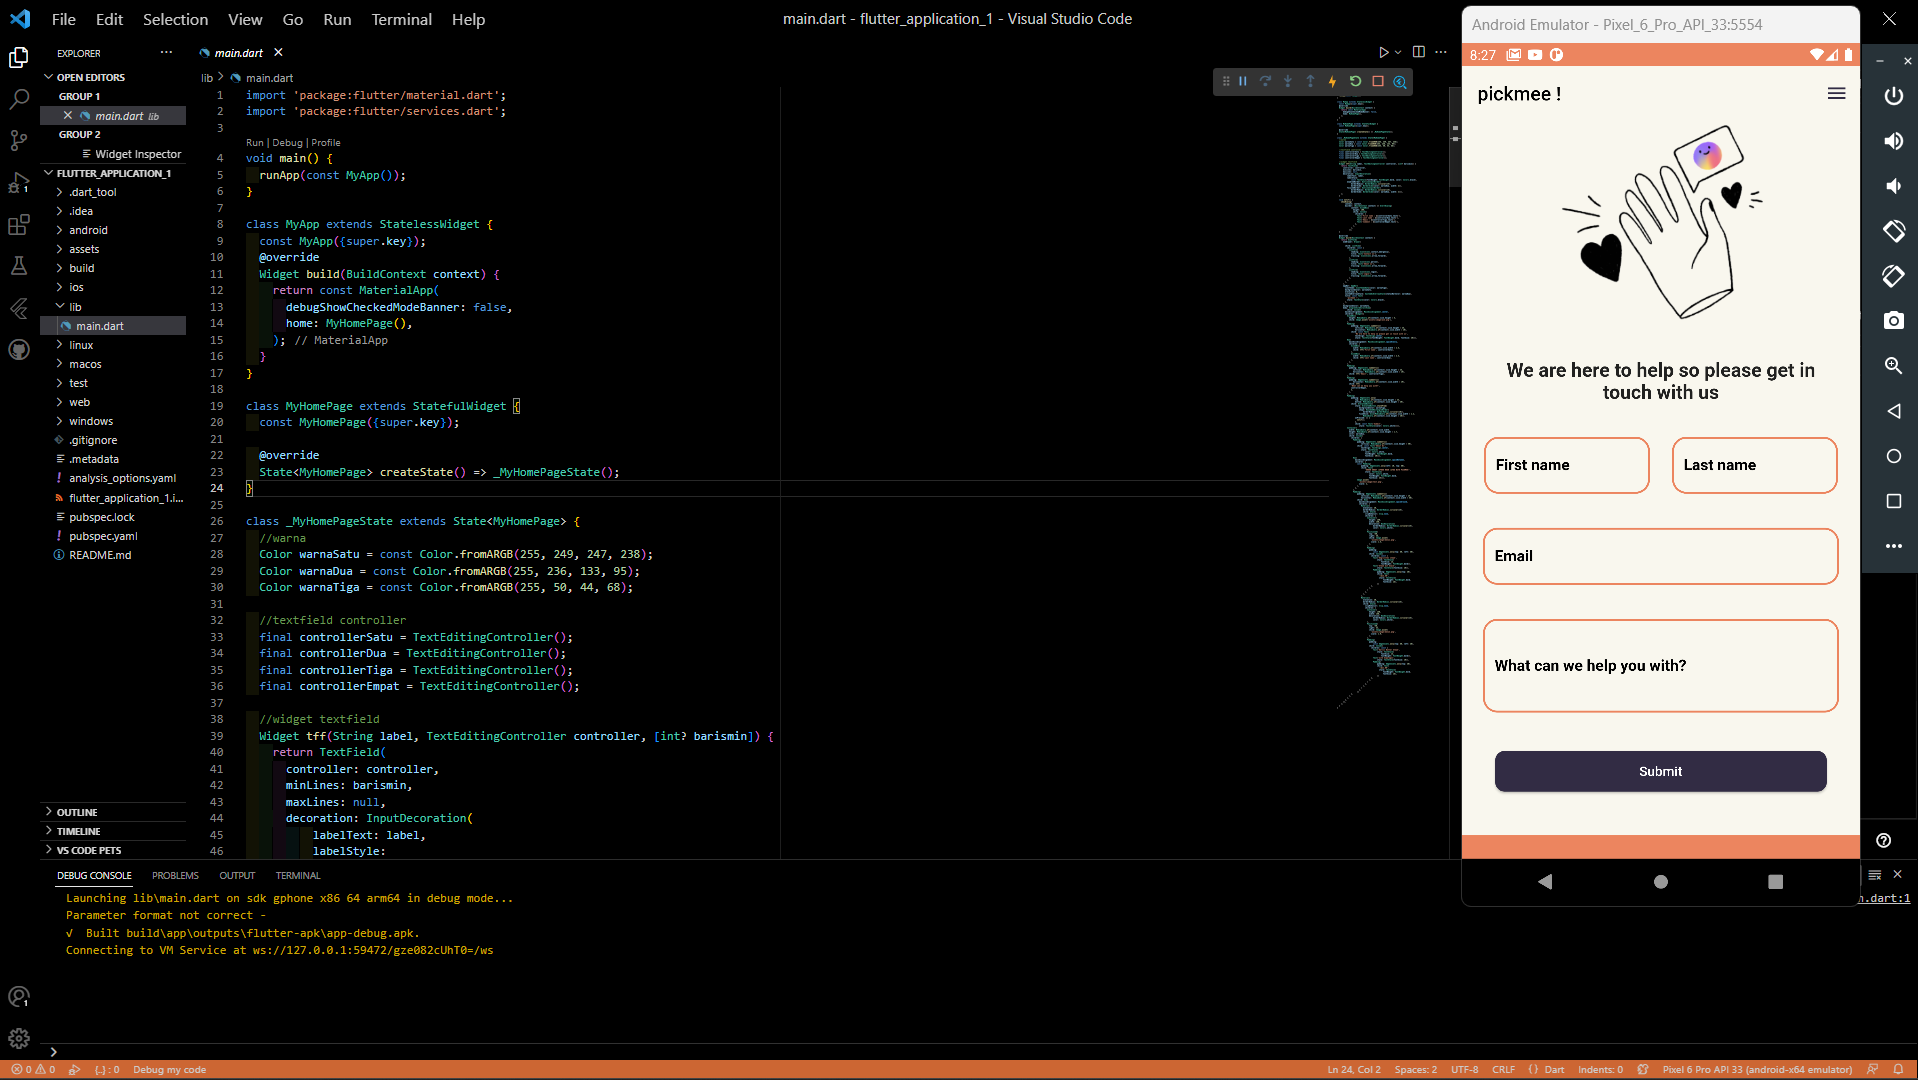 File Edit Selection View Go Run Terminal Help
main.dart - flutter_application_1 - Visual Studio Code
EXPLORER
OPEN EDITORS
GROUP 1
main.dart lib
GROUP 2
Widget Inspector
FLUTTER_APPLICATION_1
.dart_tool
.idea
android
assets
build
ios
lib
main.dart
linux
macos
test
web
windows
.gitignore
.metadata
analysis_options.yaml
flutter_application_1.i...
pubspec.lock
pubspec.yaml
README.md
OUTLINE
TIMELINE
VS CODE PETS
main.dart
lib > main.dart
1 import 'package:flutter/material.dart';
2 import 'package:flutter/services.dart';
3
Run | Debug | Profile
4 void main() {
5 runApp(const MyApp());
6 }
7
8 class MyApp extends StatelessWidget {
9 const MyApp({super.key});
10 @override
11 Widget build(BuildContext context) {
12 return const MaterialApp(
13 debugShowCheckedModeBanner: false,
14 home: MyHomePage(),
15 ); // MaterialApp
16 }
17 }
18
19 class MyHomePage extends StatefulWidget {
20 const MyHomePage({super.key});
21
22 @override
23 State<MyHomePage> createState() => _MyHomePageState();
24 }
25
26 class _MyHomePageState extends State<MyHomePage> {
27 //warna
28 Color warnaSatu = const Color.fromARGB(255, 249, 247, 238);
29 Color warnaDua = const Color.fromARGB(255, 236, 133, 95);
30 Color warnaTiga = const Color.fromARGB(255, 50, 44, 68);
31
32 //textfield controller
33 final controllerSatu = TextEditingController();
34 final controllerDua = TextEditingController();
35 final controllerTiga = TextEditingController();
36 final controllerEmpat = TextEditingController();
37
38 //widget textfield
39 Widget tff(String label, TextEditingController controller, [int? barismin]) {
40 return TextField(
41 controller: controller,
42 minLines: barismin,
43 maxLines: null,
44 decoration: InputDecoration(
45 labelText: label,
46 labelStyle:
DEBUG CONSOLE PROBLEMS OUTPUT TERMINAL
Launching lib\main.dart on sdk gphone x86 64 arm64 in debug mode...
Parameter format not correct -
√ Built build\app\outputs\flutter-apk\app-debug.apk.
Connecting to VM Service at ws://127.0.0.1:59472/gze082cUhT0=/ws
n.dart:1
Android Emulator - Pixel_6_Pro_API_33:5554
8:27
pickmee !
We are here to help so please get in
touch with us
First name Last name
Email
What can we help you with?
Submit
1
1
0 0 {..} : 0 Debug my code
Ln 24, Col 2 Spaces: 2 UTF-8 CRLF {} Dart Indents: 0 Pixel 6 Pro API 33 (android-x64 emulator)